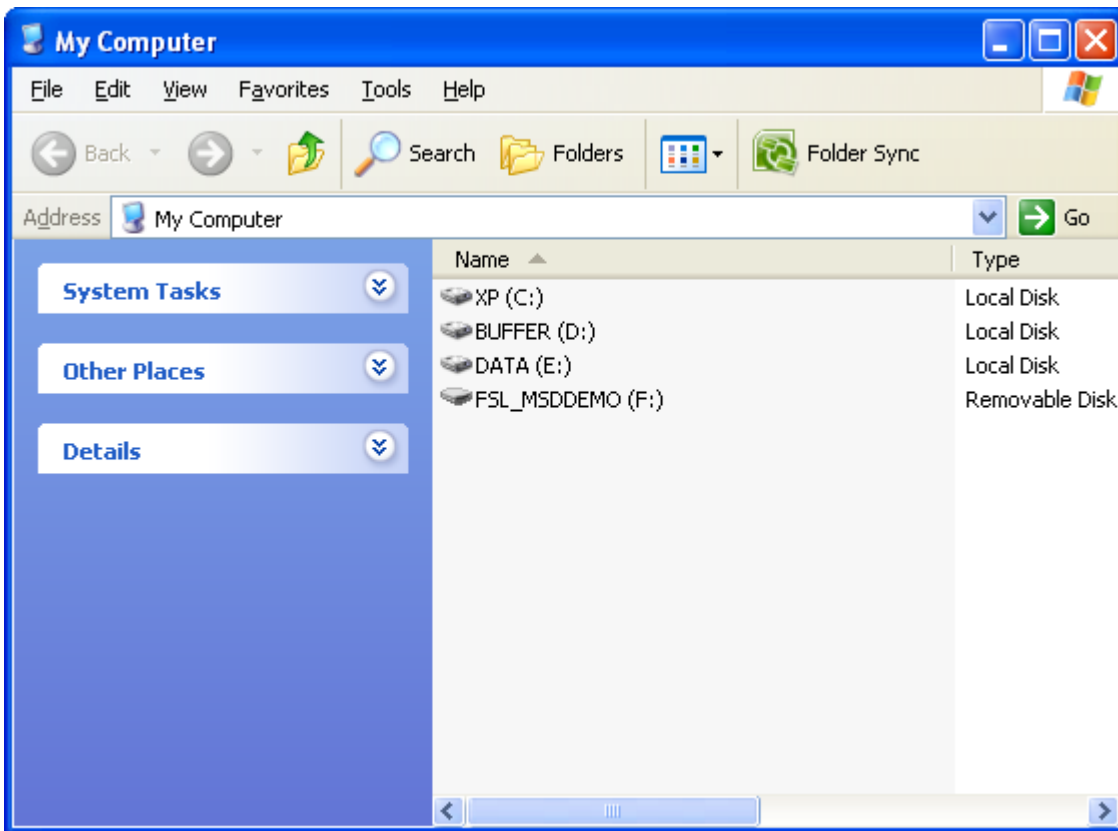 My Computer
File Edit View Favorites Tools Help
Back Search Folders Folder Sync
Address My Computer Go
System Tasks
Other Places
Details
Name Type
XP (C:) Local Disk
BUFFER (D:) Local Disk
DATA (E:) Local Disk
FSL_MSDDEMO (F:) Removable Disk